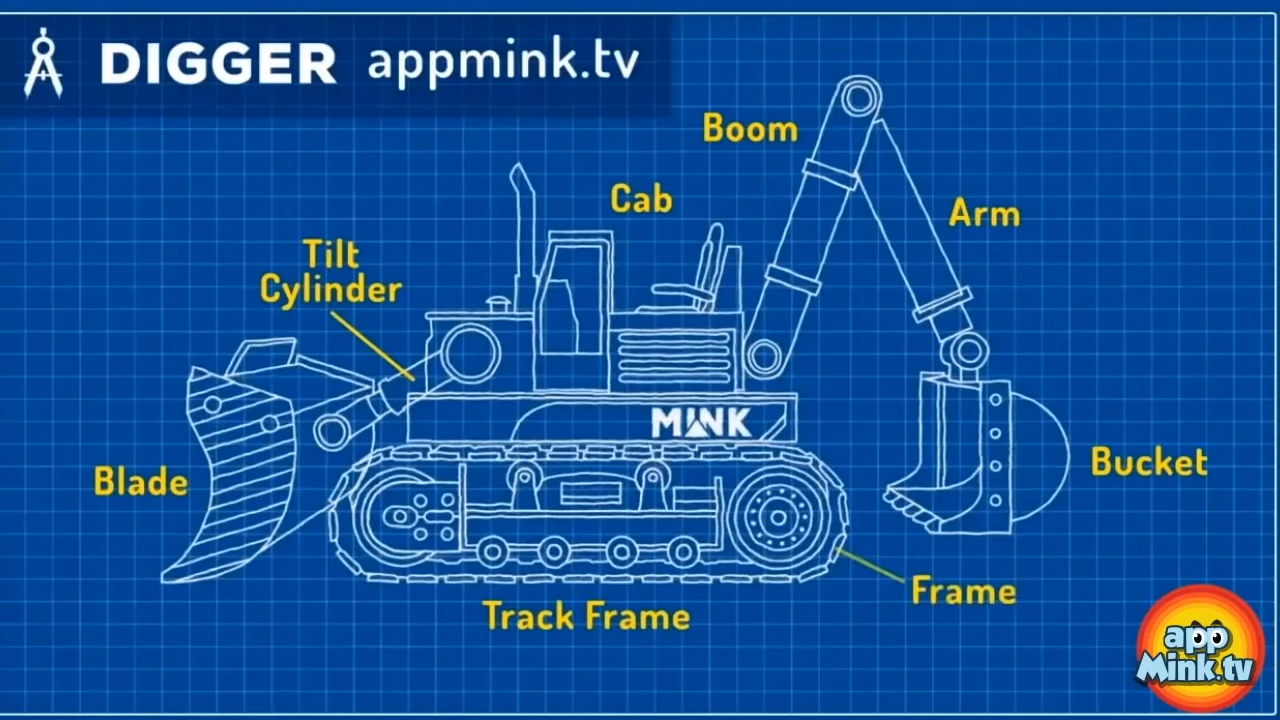 DIGGER appmink.tv
Boom
Cab
Arm
Tilt
Cylinder
MINK
Blade
Bucket
Frame
Track Frame
app
Mink.tv